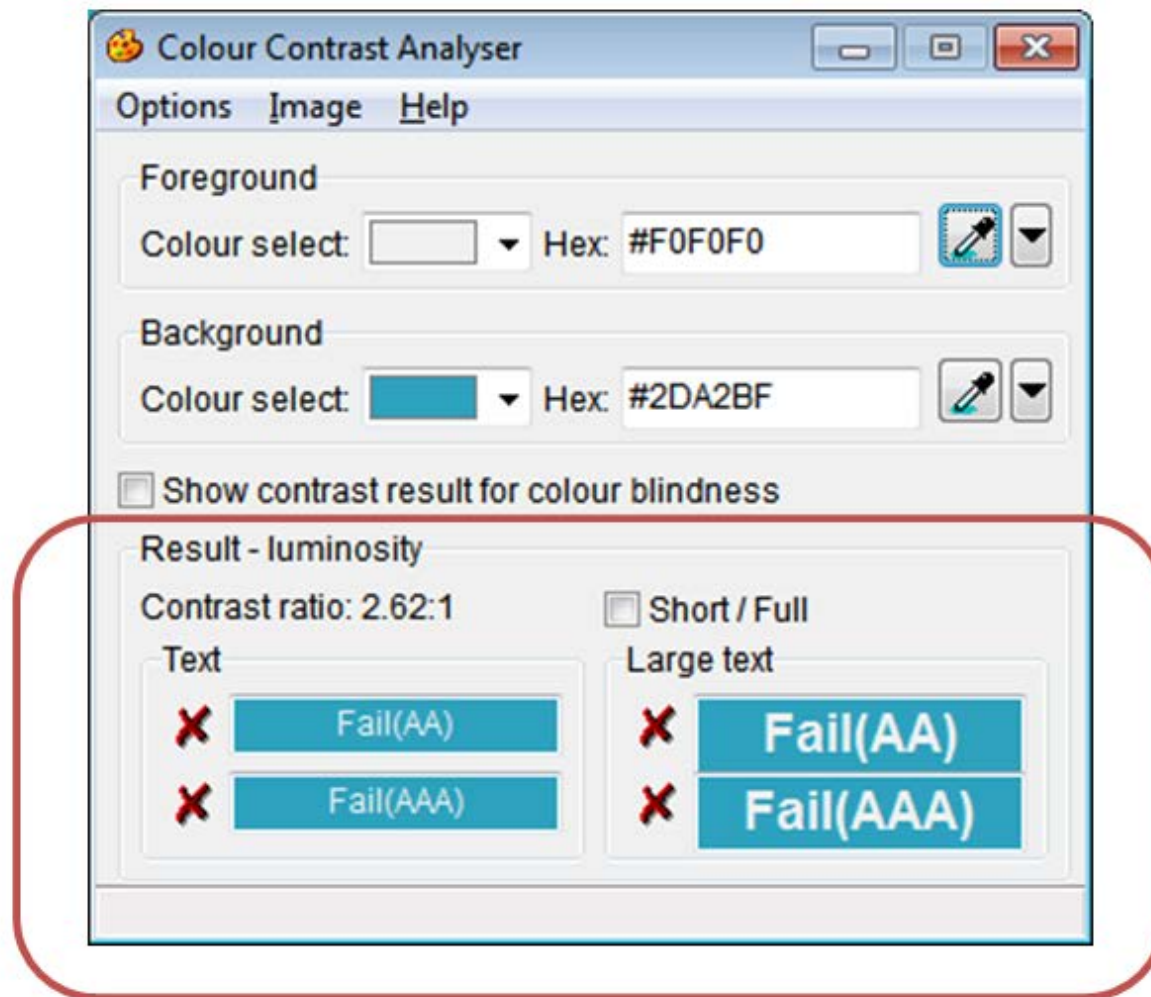 Colour Contrast Analyser
Options Image Help
Foreground
Colour select: Hex: #F0F0F0
Background
Colour select: Hex: #2DA2BF
Show contrast result for colour blindness
Result - luminosity
Contrast ratio: 2.62:1 Short / Full
Text Large text
Fail(AA) Fail(AA)
Fail(AAA) Fail(AAA)